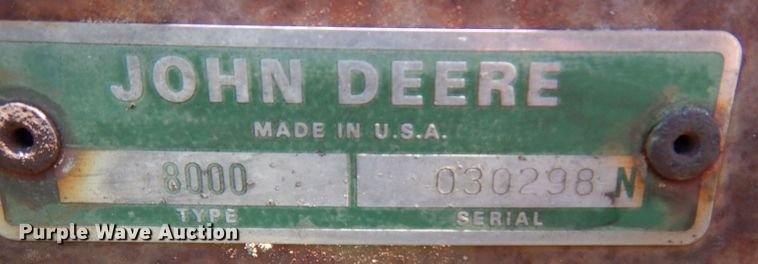 JOHN DEERE
MADE IN U.S.A.
8000 030298 N
TYPE SERIAL
Purple Wave Auction